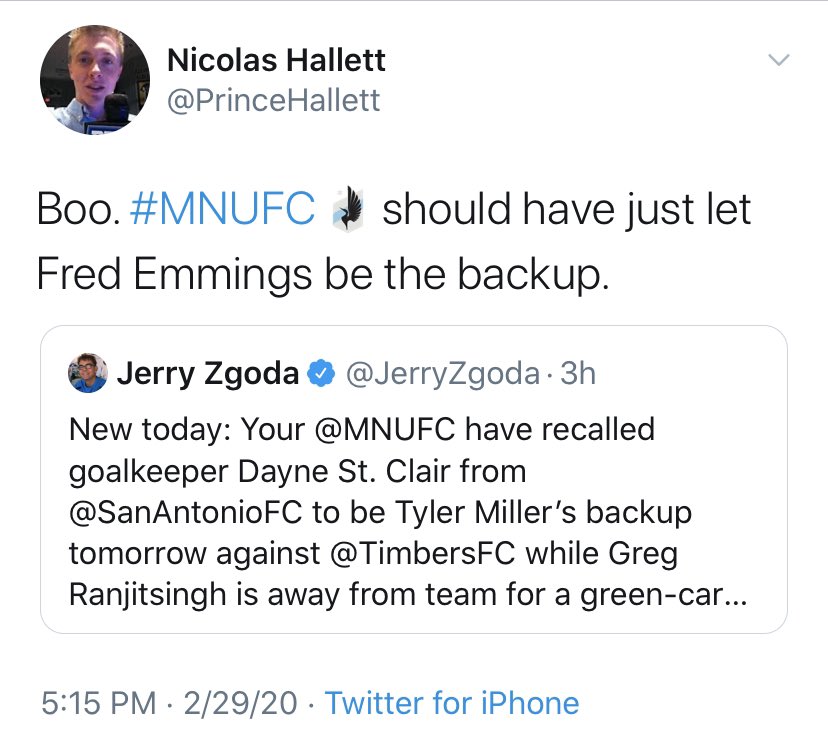 Nicolas Hallett
@PrinceHallett
Boo. #MNUFC should have just let
Fred Emmings be the backup.
Jerry Zgoda @JerryZgoda · 3h
New today: Your @MNUFC have recalled
goalkeeper Dayne St. Clair from
@SanAntonioFC to be Tyler Miller’s backup
tomorrow against @TimbersFC while Greg
Ranjitsingh is away from team for a green-car...
5:15 PM · 2/29/20 · Twitter for iPhone